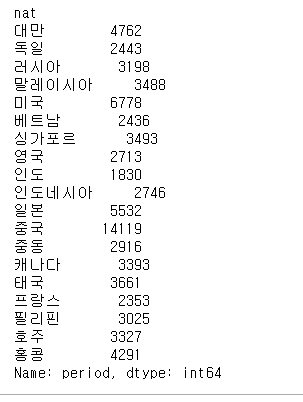 nat
대만 4762
독일 2443
러시아 3198
말레이시아 3488
미국 6778
베트남 2436
싱가포르 3493
영국 2713
인도 1830
인도네시아 2746
일본 5532
중국 14119
중동 2916
캐나다 3393
태국 3661
프랑스 2353
필리핀 3025
호주 3327
홍콩 4291
Name: period, dtype: int64